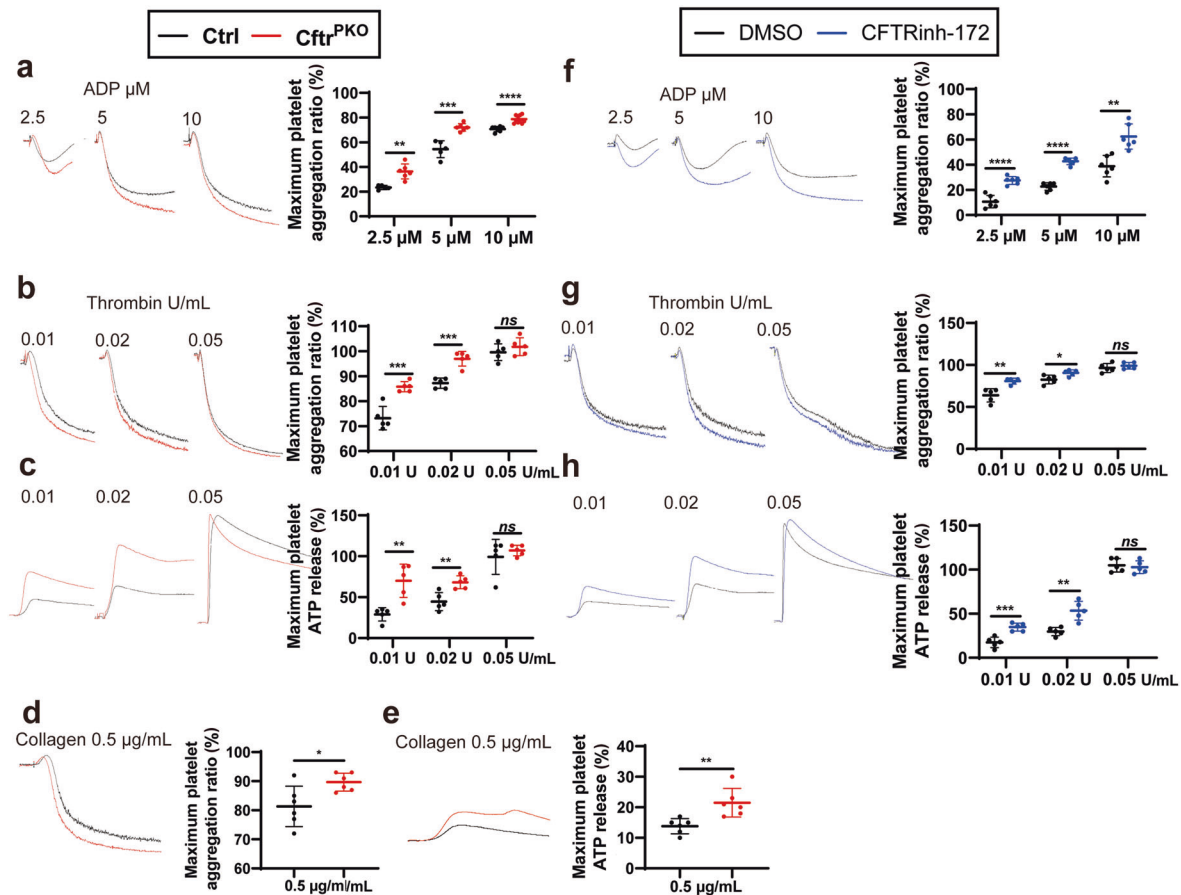 Ctrl Cftr^PKO
DMSO CFTRinh-172
a
ADP µM
2.5 5 10
Maximum platelet
aggregation ratio (%)
100
80
60
40
20
0
** *** ****
2.5 µM 5 µM 10 µM
f
ADP µM
2.5 5 10
Maximum platelet
aggregation ratio (%)
100
80
60
40
20
0
**** **** **
2.5 µM 5 µM 10 µM
b
Thrombin U/mL
0.01 0.02 0.05
Maximum platelet
aggregation ratio (%)
110
100
90
80
70
60
*** *** ns
0.01 U 0.02 U 0.05 U/mL
g
Thrombin U/mL
0.01 0.02 0.05
Maximum platelet
aggregation ratio (%)
150
100
50
0
** * ns
0.01 U 0.02 U 0.05 U/mL
c
0.01 0.02 0.05
Maximum platelet
ATP release (%)
150
100
50
0
** ** ns
0.01 U 0.02 U 0.05 U/mL
h
0.01 0.02 0.05
Maximum platelet
ATP release (%)
150
100
50
0
*** ** ns
0.01 U 0.02 U 0.05 U/mL
d
Collagen 0.5 µg/mL
Maximum platelet
aggregation ratio (%)
100
90
80
70
60
*
0.5 µg/ml/mL
e
Collagen 0.5 µg/mL
Maximum platelet
ATP release (%)
40
30
20
10
0
**
0.5 µg/mL